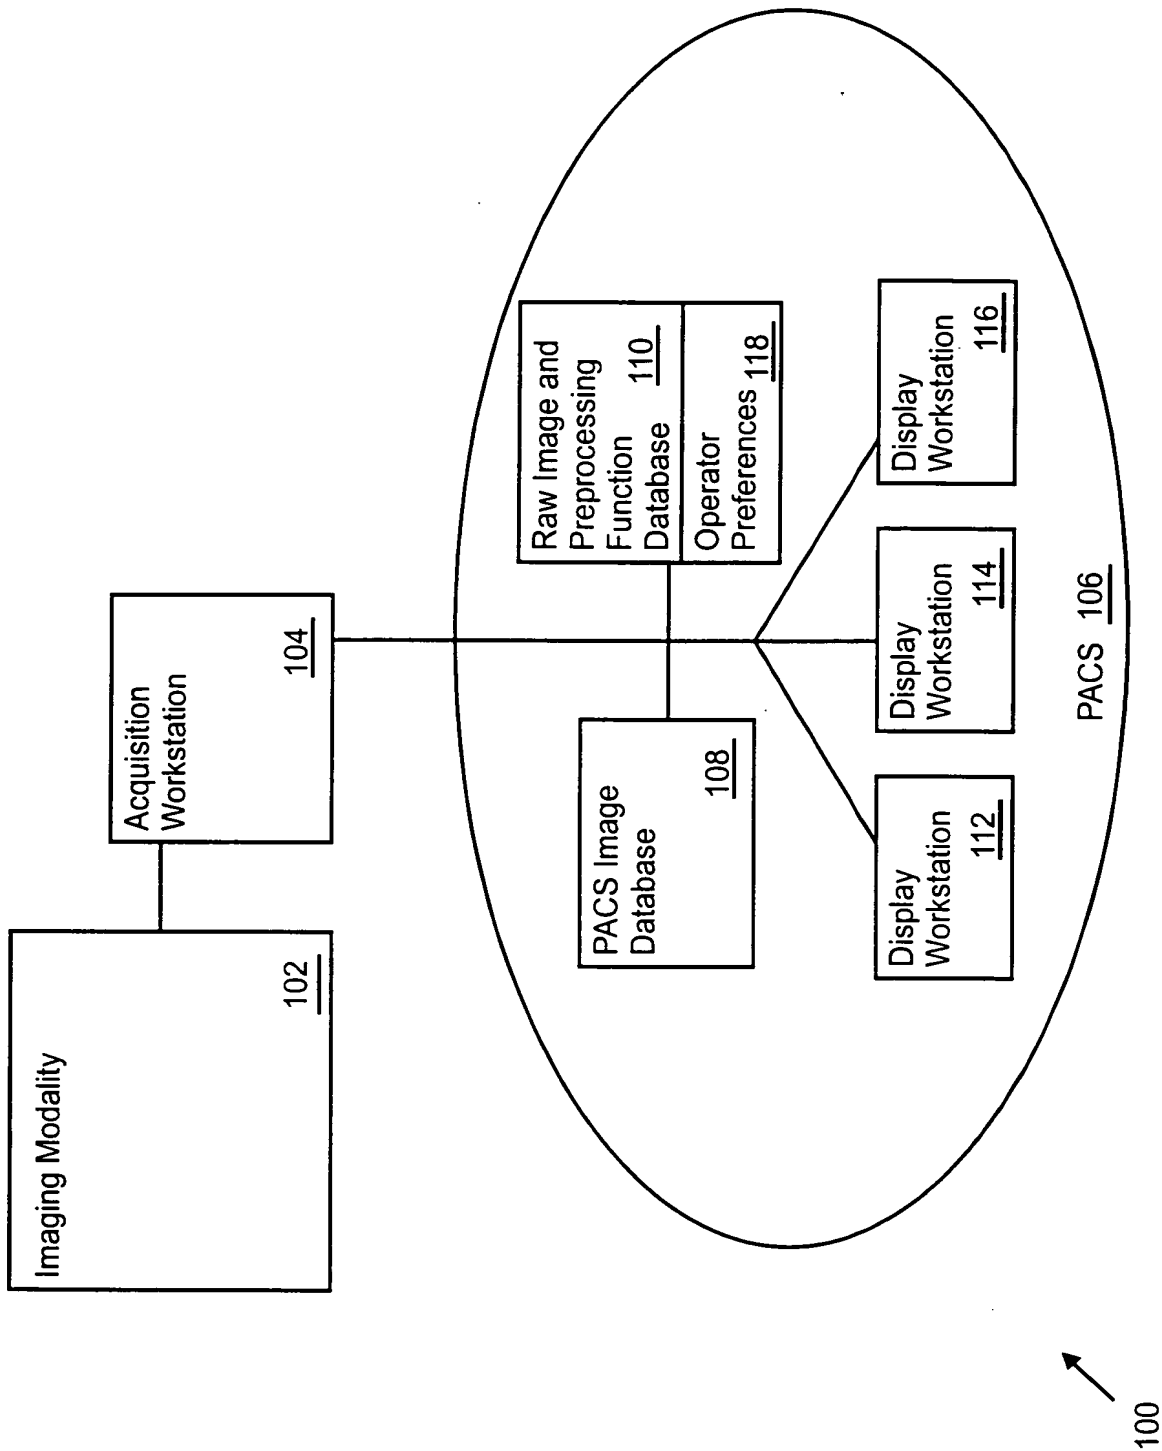 Imaging Modality
102
Acquisition
Workstation
104
PACS Image
Database
108
Raw Image and
Preprocessing
Function
Database
110
Operator
Preferences
118
Display
Workstation
112
Display
Workstation
114
Display
Workstation
116
PACS 106
100